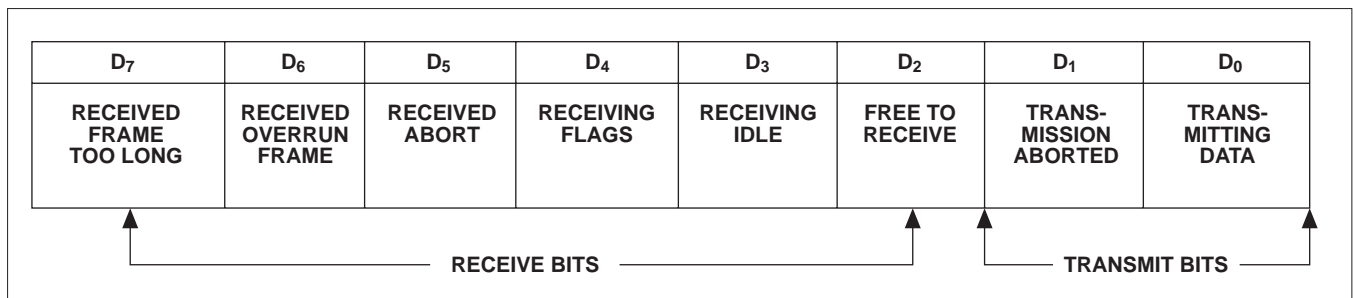 D₇ D₆ D₅ D₄ D₃ D₂ D₁ D₀
RECEIVED
FRAME
TOO LONG
RECEIVED
OVERRUN
FRAME
RECEIVED
ABORT
RECEIVING
FLAGS
RECEIVING
IDLE
FREE TO
RECEIVE
TRANS-
MISSION
ABORTED
TRANS-
MITTING
DATA
RECEIVE BITS
TRANSMIT BITS